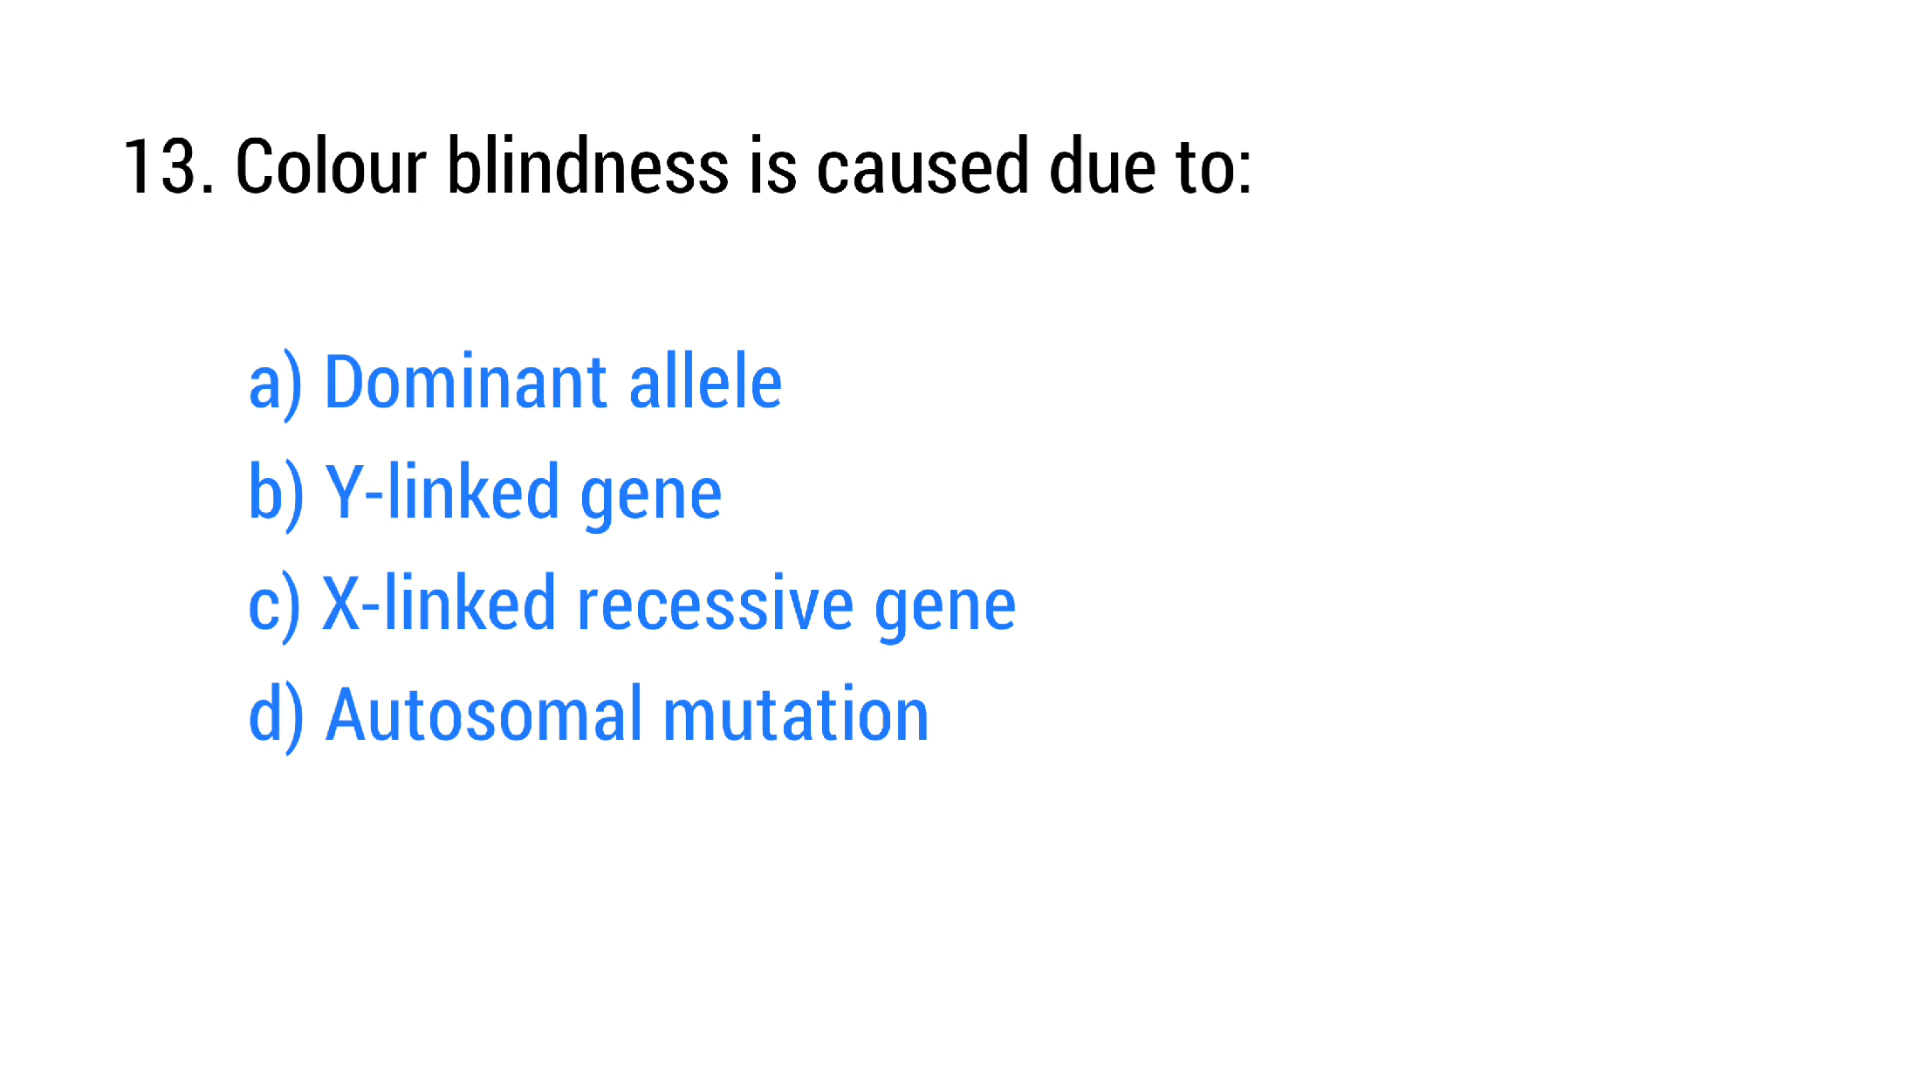 13. Colour blindness is caused due to:
a) Dominant allele
b) Y-linked gene
c) X-linked recessive gene
d) Autosomal mutation